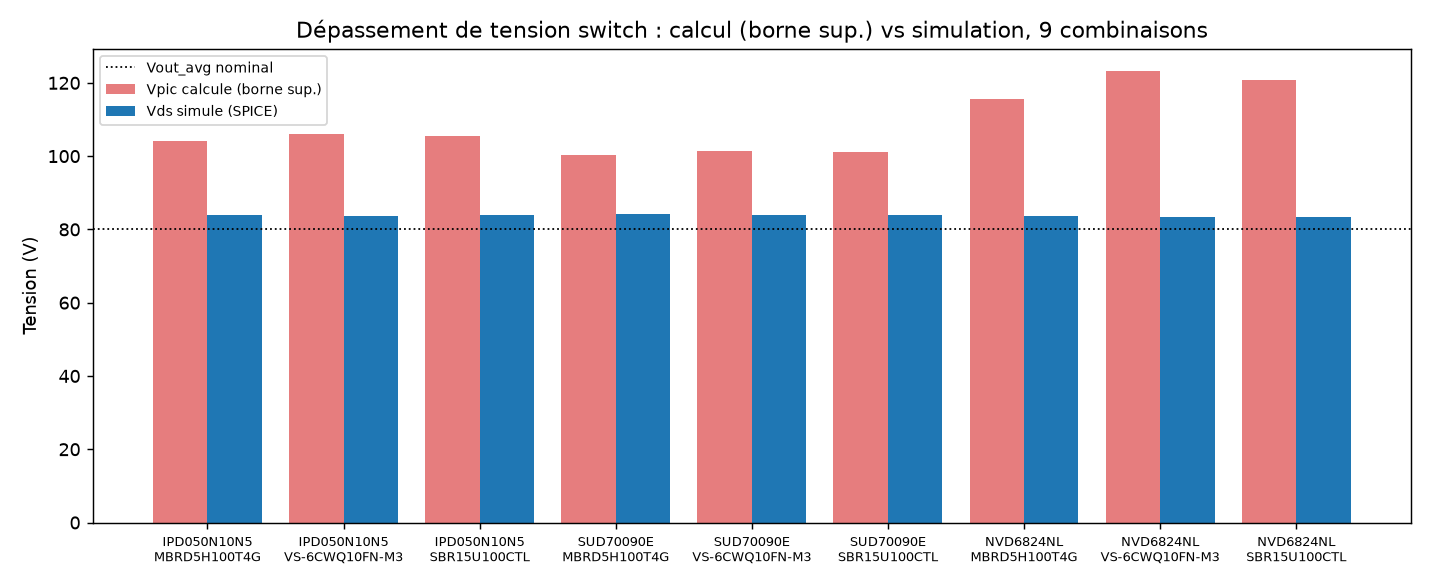 Dépassement de tension switch : calcul (borne sup.) vs simulation, 9 combinaisons
Vout_avg nominal
Vpic calcule (borne sup.)
Vds simule (SPICE)
Tension (V)
120
100
80
60
40
20
0
IPD050N10N5
MBRD5H100T4G
IPD050N10N5
VS-6CWQ10FN-M3
IPD050N10N5
SBR15U100CTL
SUD70090E
MBRD5H100T4G
SUD70090E
VS-6CWQ10FN-M3
SUD70090E
SBR15U100CTL
NVD6824NL
MBRD5H100T4G
NVD6824NL
VS-6CWQ10FN-M3
NVD6824NL
SBR15U100CTL